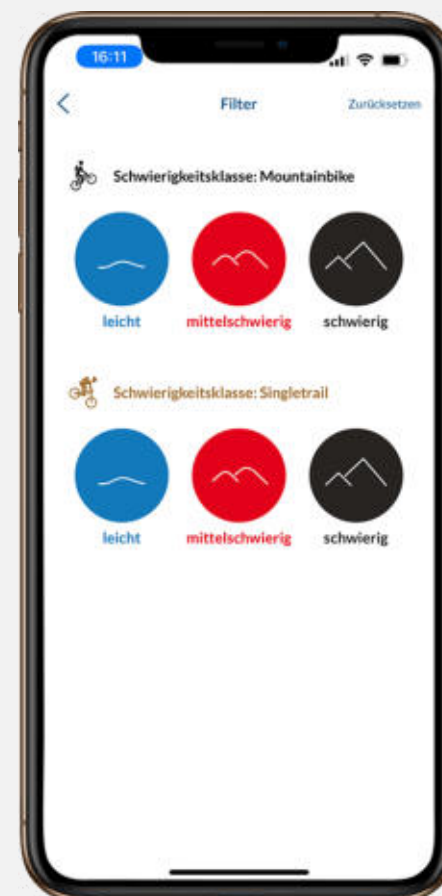 16:11
Filter
Zurücksetzen
Schwierigkeitsklasse: Mountainbike
leicht
mittelschwierig
schwierig
Schwierigkeitsklasse: Singletrail
leicht
mittelschwierig
schwierig